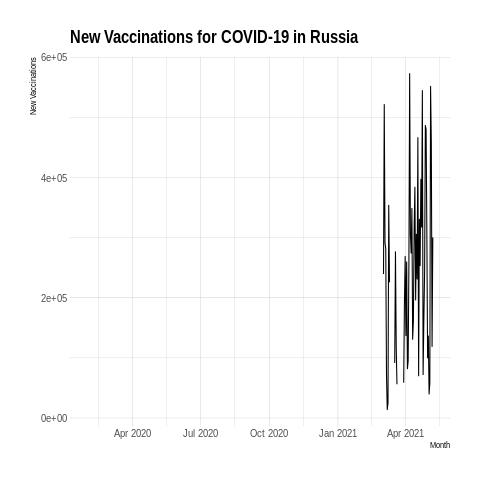 New Vaccinations for COVID-19 in Russia
New Vaccinations
6e+05
4e+05
2e+05
0e+00
Apr 2020
Jul 2020
Oct 2020
Jan 2021
Apr 2021
Month